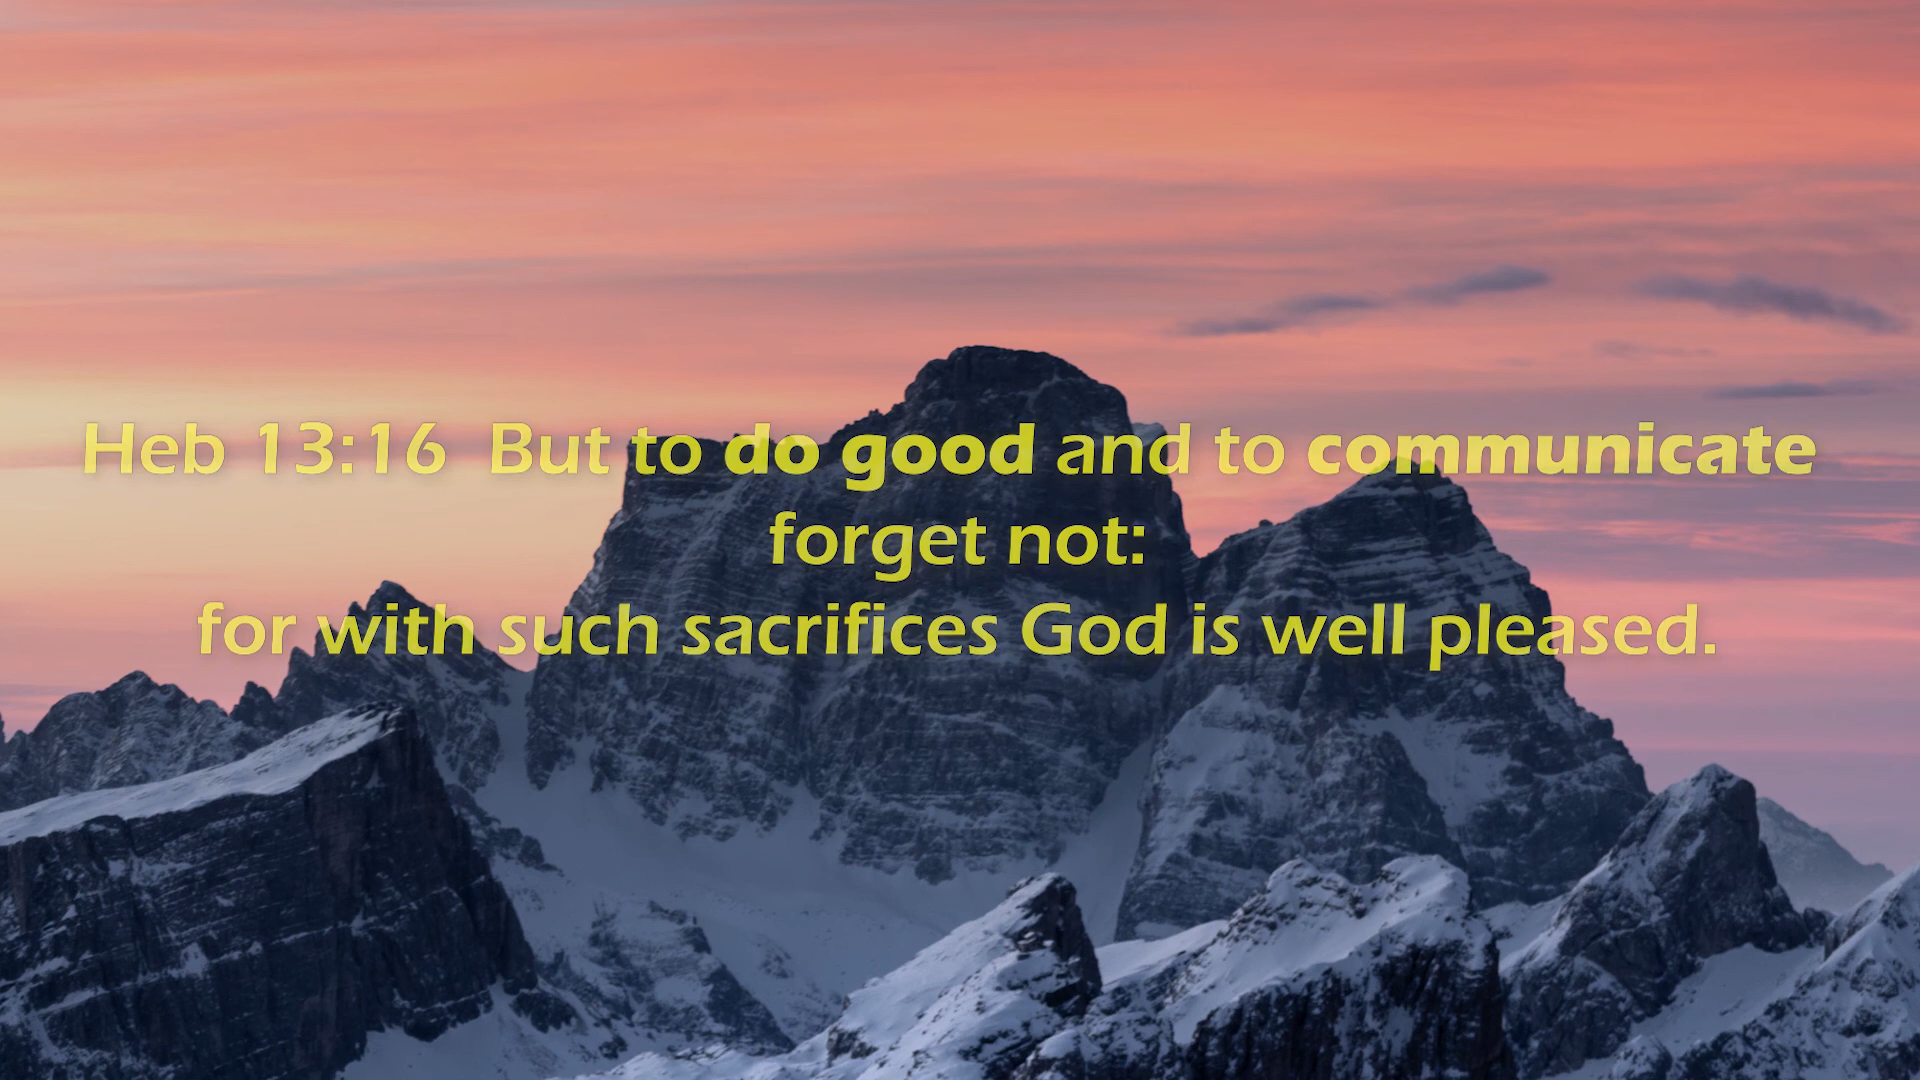 Heb 13:16  But to do good and to communicate
forget not:
for with such sacrifices God is well pleased.